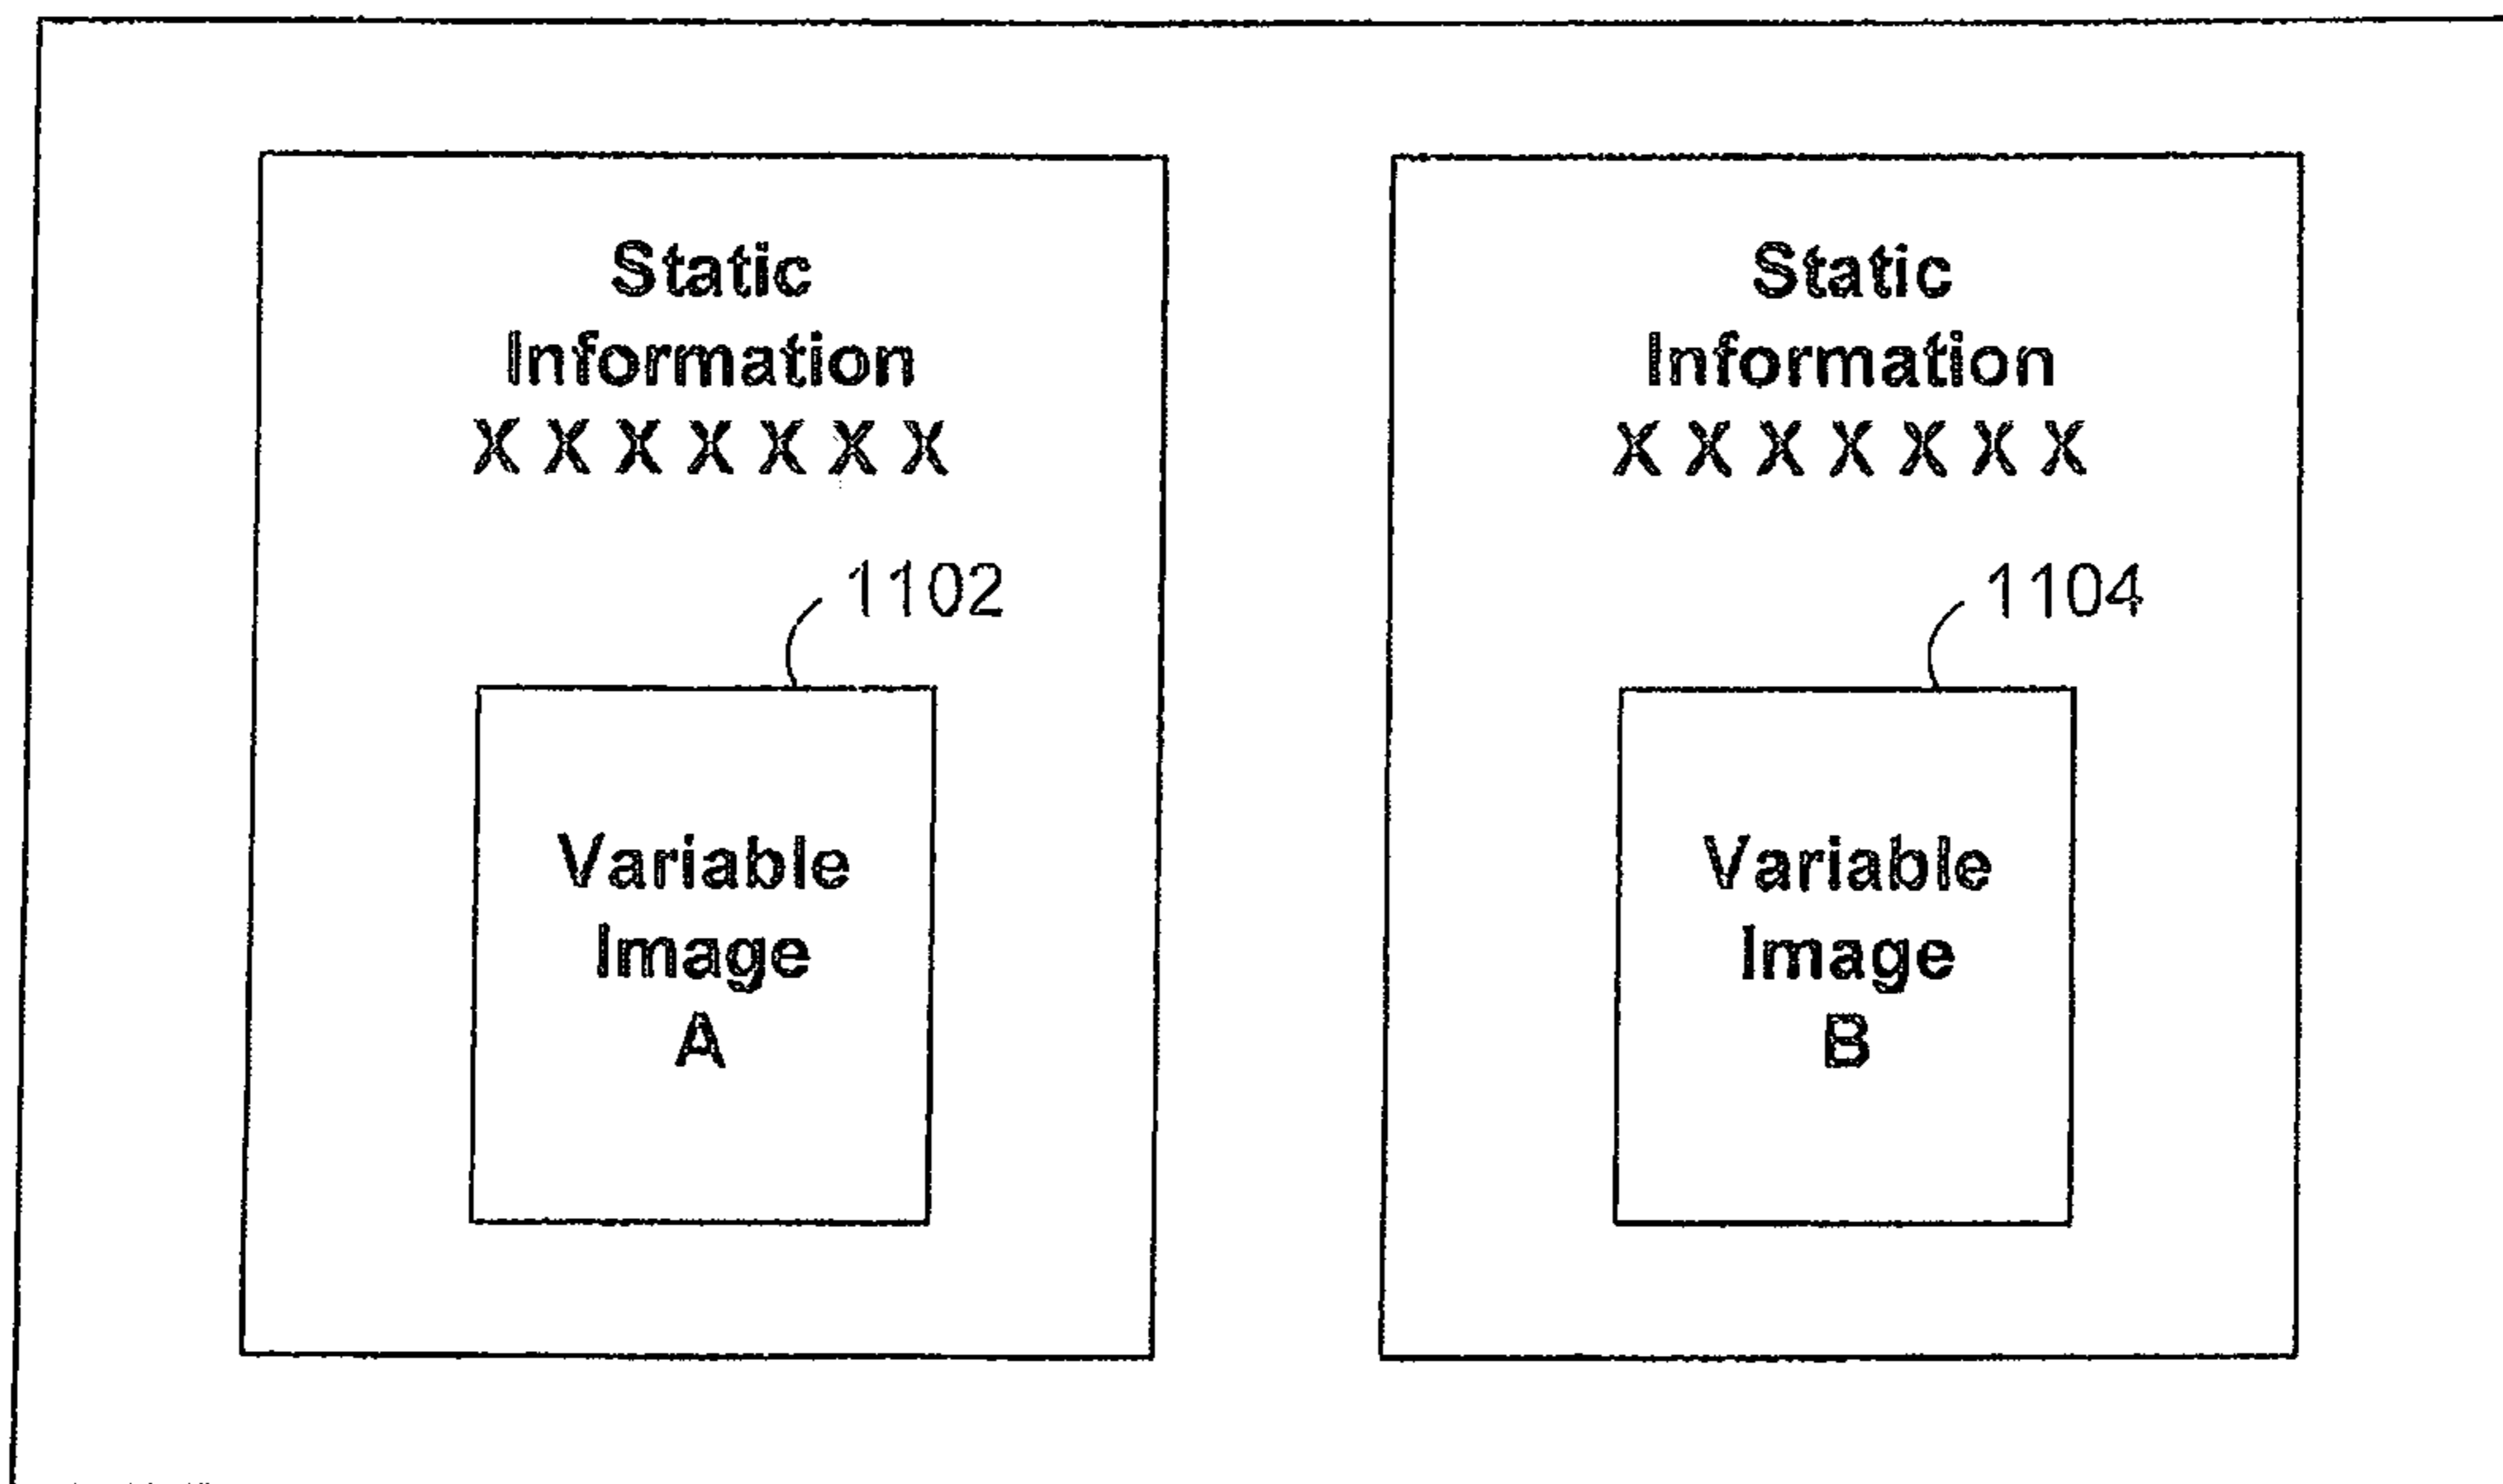 Static
Information
X X X X X X X
1102
Variable
Image
A
Static
Information
X X X X X X X
1104
Variable
Image
B